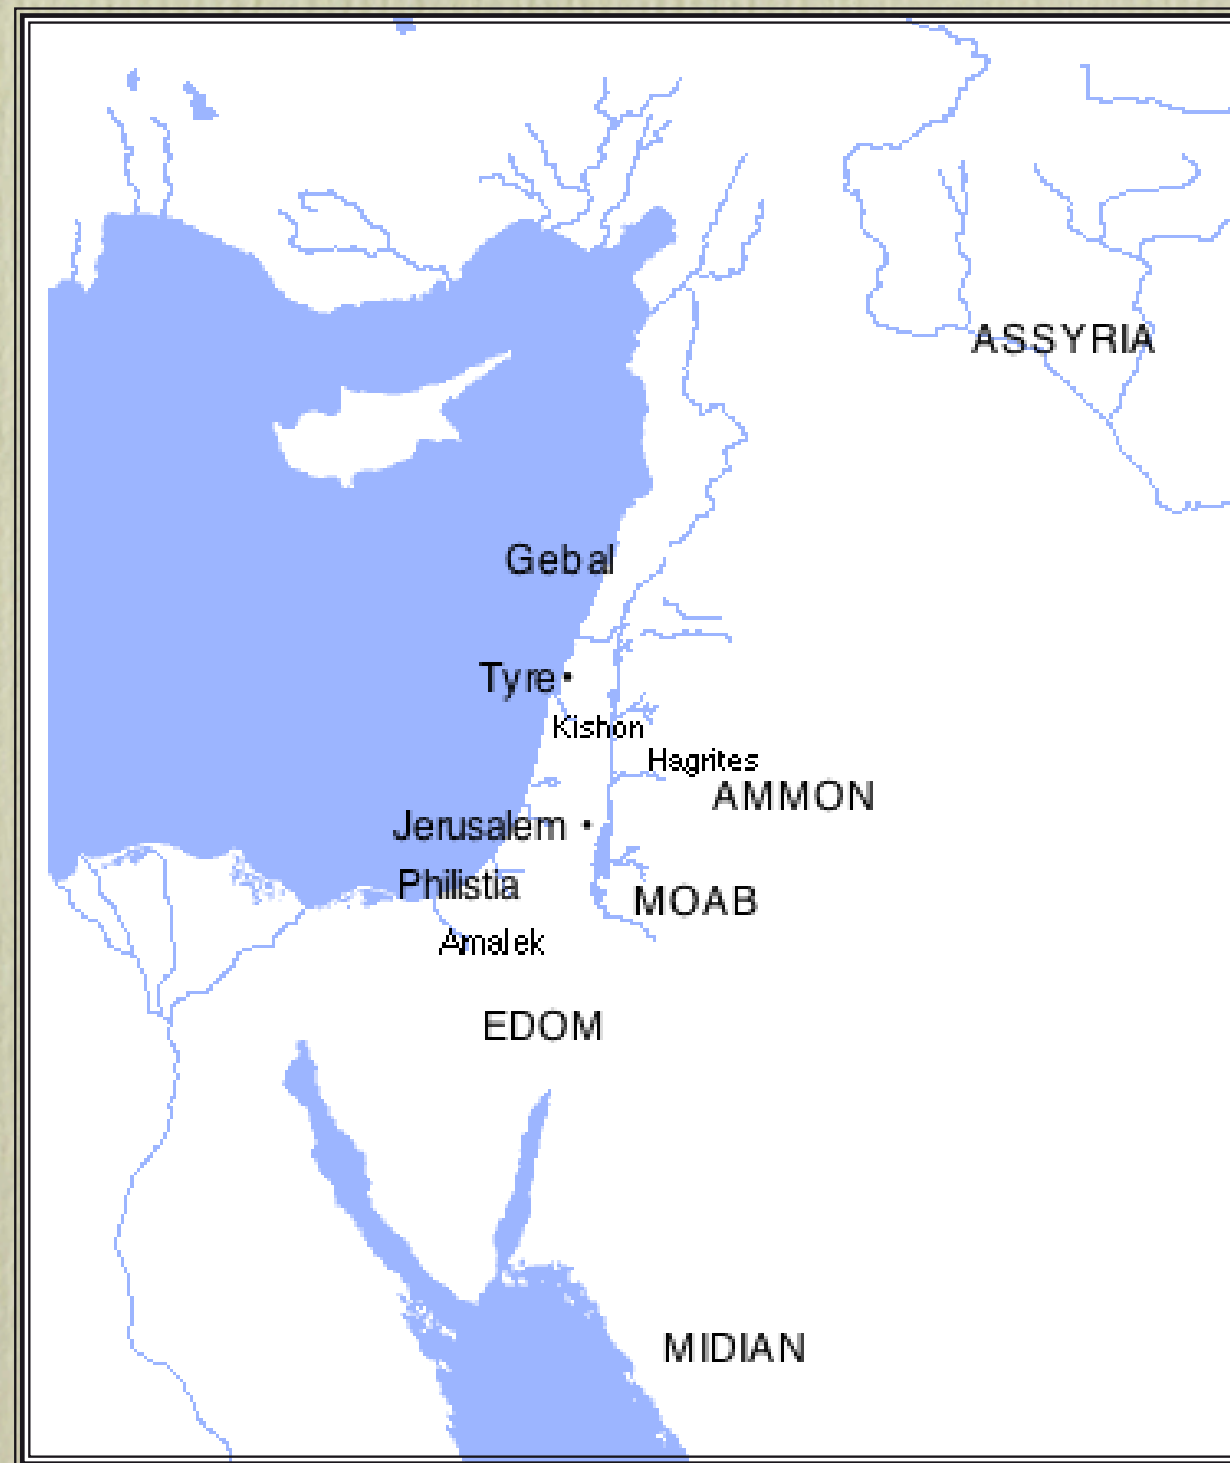 ASSYRIA
Gebal
Tyre
Kishon
Hagrites
AMMON
Jerusalem
Philistia
MOAB
Amalek
EDOM
MIDIAN